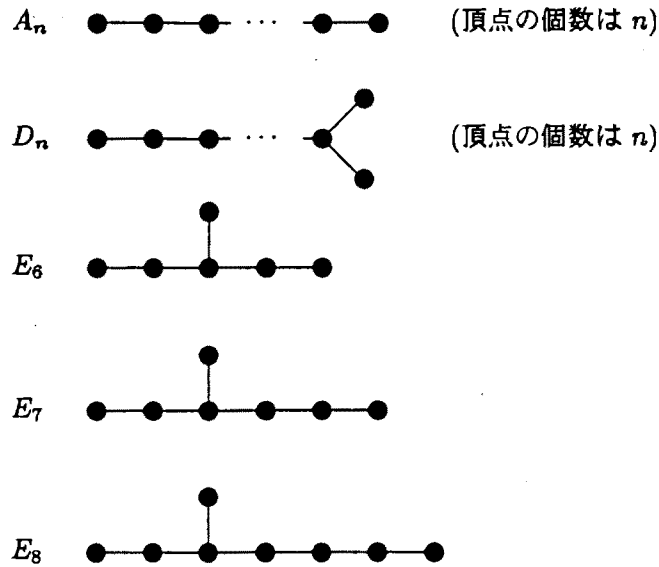 A_n ... (頂点の個数は n)
D_n ... (頂点の個数は n)
E_6
E_7
E_8